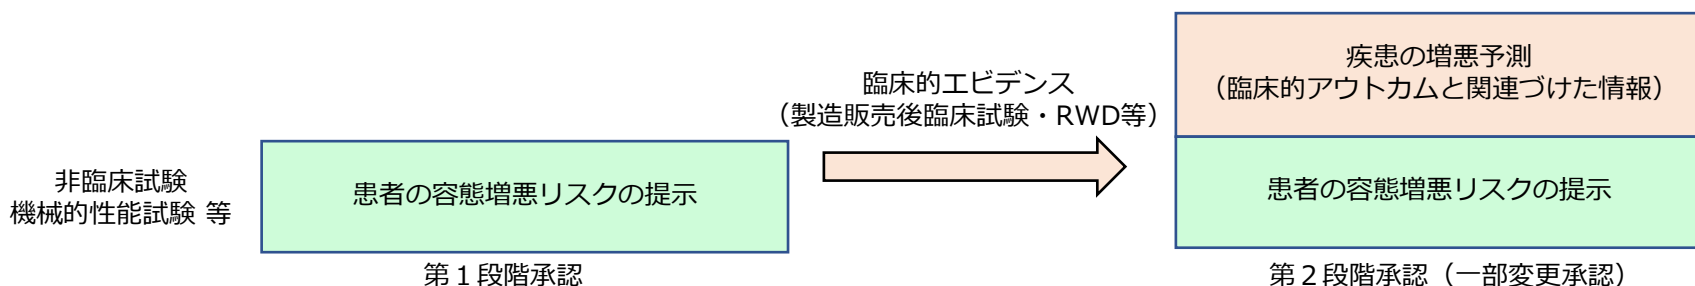 非臨床試験
機械的性能試験 等
患者の容態増悪リスクの提示
第1段階承認
臨床的エビデンス
(製造販売後臨床試験・RWD等)
疾患の増悪予測
(臨床的アウトカムと関連づけた情報)
患者の容態増悪リスクの提示
第2段階承認(一部変更承認)